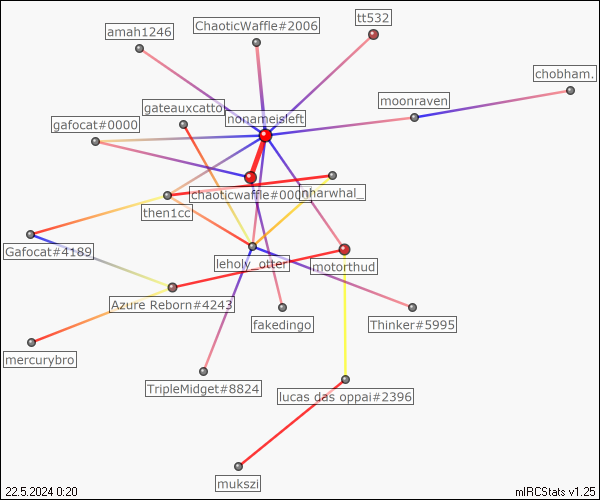 tt532
ChaoticWaffle#2006
amah1246
chobham.
moonraven
gateauxcatto
nonameisleft
gafocat#0000
chaoticwaffle#000
nharwhal_
then1cc
Gafocat#4189
leholy_otter
motorthud
Azure Reborn#4243
fakedingo
Thinker#5995
mercurybro
TripleMidget#8824
lucas das oppai#2396
mukszi
22.5.2024 0:20
mIRCStats v1.25